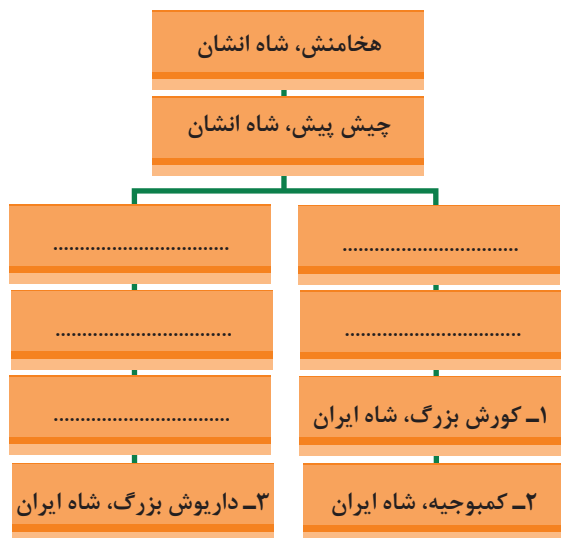 هخامنش، شاه انشان
چیش پیش، شاه انشان
.................................
.................................
.................................
.................................
۱ـ کورش بزرگ، شاه ایران
.................................
۲ـ کمبوجیه، شاه ایران
۳ـ داریوش بزرگ، شاه ایران